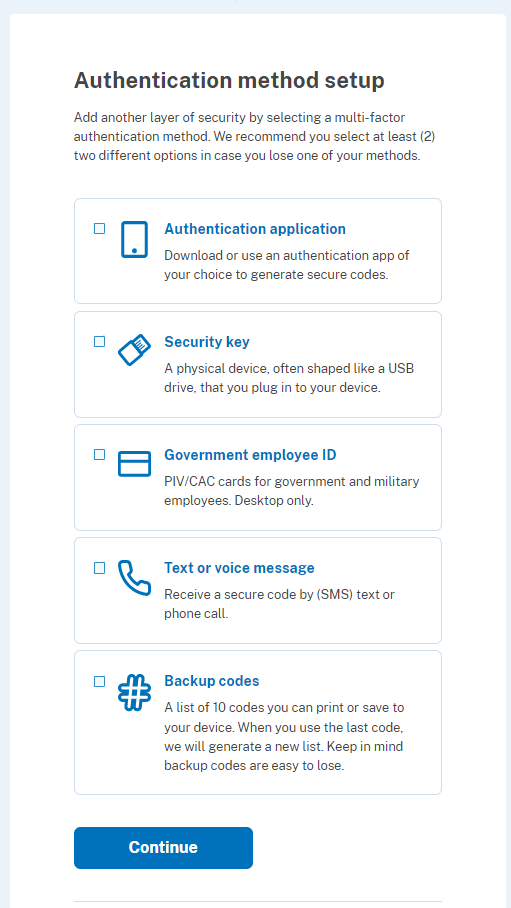 Authentication method setup
Add another layer of security by selecting a multi-factor
authentication method. We recommend you select at least (2)
two different options in case you lose one of your methods.
Authentication application
Download or use an authentication app of
your choice to generate secure codes.
Security key
A physical device, often shaped like a USB
drive, that you plug in to your device.
Government employee ID
PIV/CAC cards for government and military
employees. Desktop only.
Text or voice message
Receive a secure code by (SMS) text or
phone call.
Backup codes
A list of 10 codes you can print or save to
your device. When you use the last code,
we will generate a new list. Keep in mind
backup codes are easy to lose.
Continue